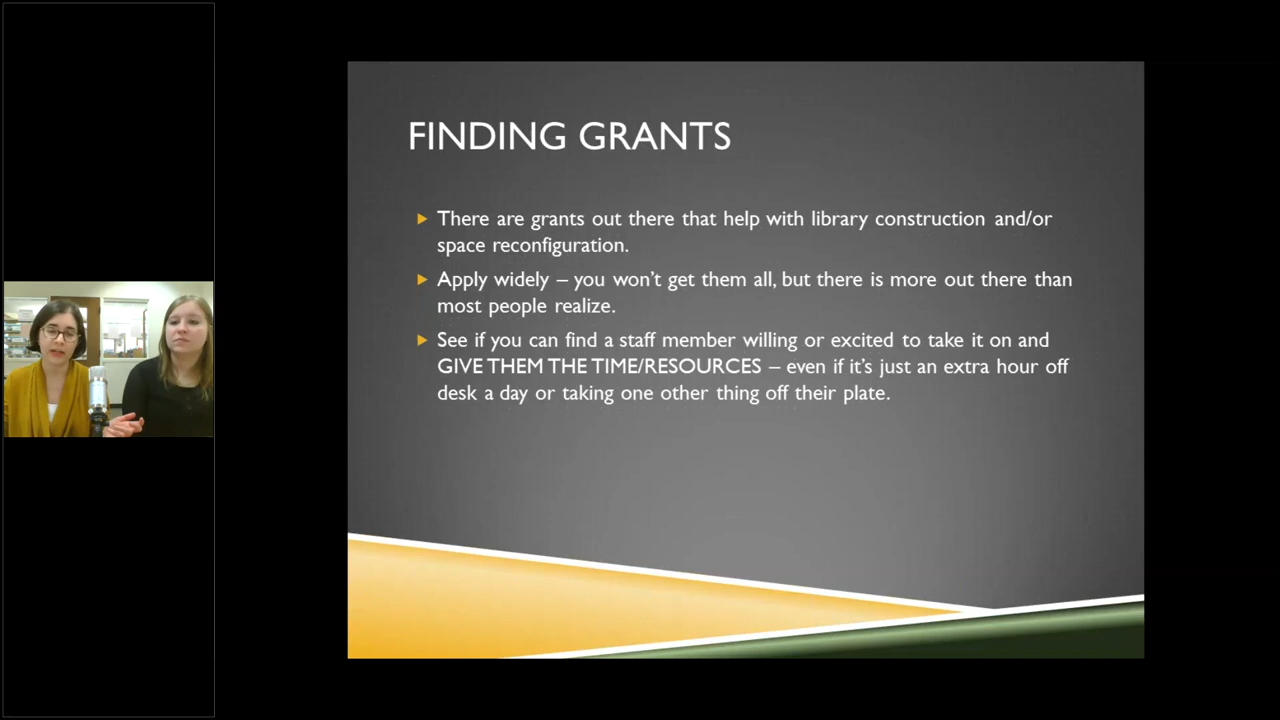 FINDING GRANTS
There are grants out there that help with library construction and/or
space reconfiguration.
Apply widely – you won't get them all, but there is more out there than
most people realize.
See if you can find a staff member willing or excited to take it on and
GIVE THEM THE TIME/RESOURCES – even if it's just an extra hour off
desk a day or taking one other thing off their plate.